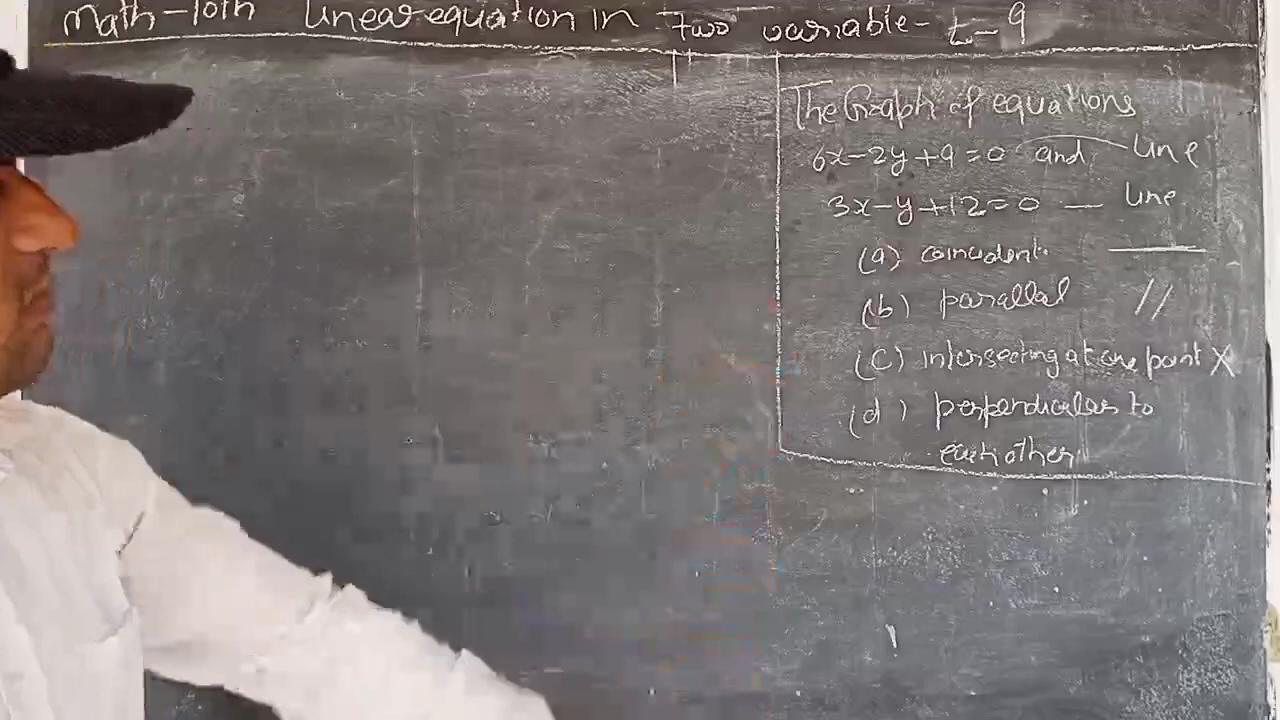 Math-10th Linear equation in Two variable - L-9
The Graph of equations
6x-2y+9=0 and Line
3x-y+12=0 — Line
(a) coincident.
(b) parallal //
(C) intersecting at one point X
(d) perpendicular to
each other